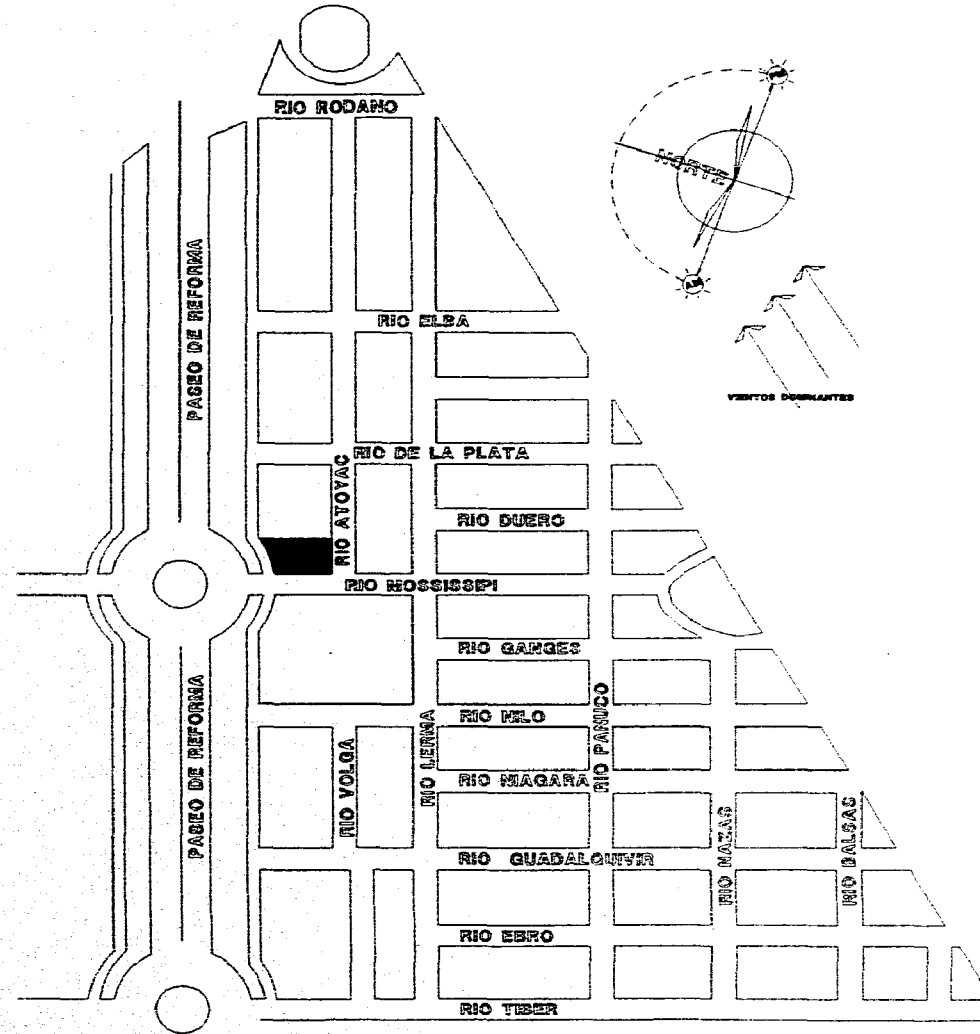 RIO RODANO
NORTE
PASEO DE REFORMA
RIO ELBA
VIENTOS DOMINANTES
RIO DE LA PLATA
RIO ATOYAC
RIO DUERO
RIO MOSSISSIPI
RIO GANGES
PASEO DE REFORMA
RIO NILO
RIO PANUCO
RIO LERMA
RIO VOLGA
RIO NIAGARA
RIO NAZAS
RIO BALSAS
RIO GUADALQUIVIR
RIO EBRO
RIO TIBER